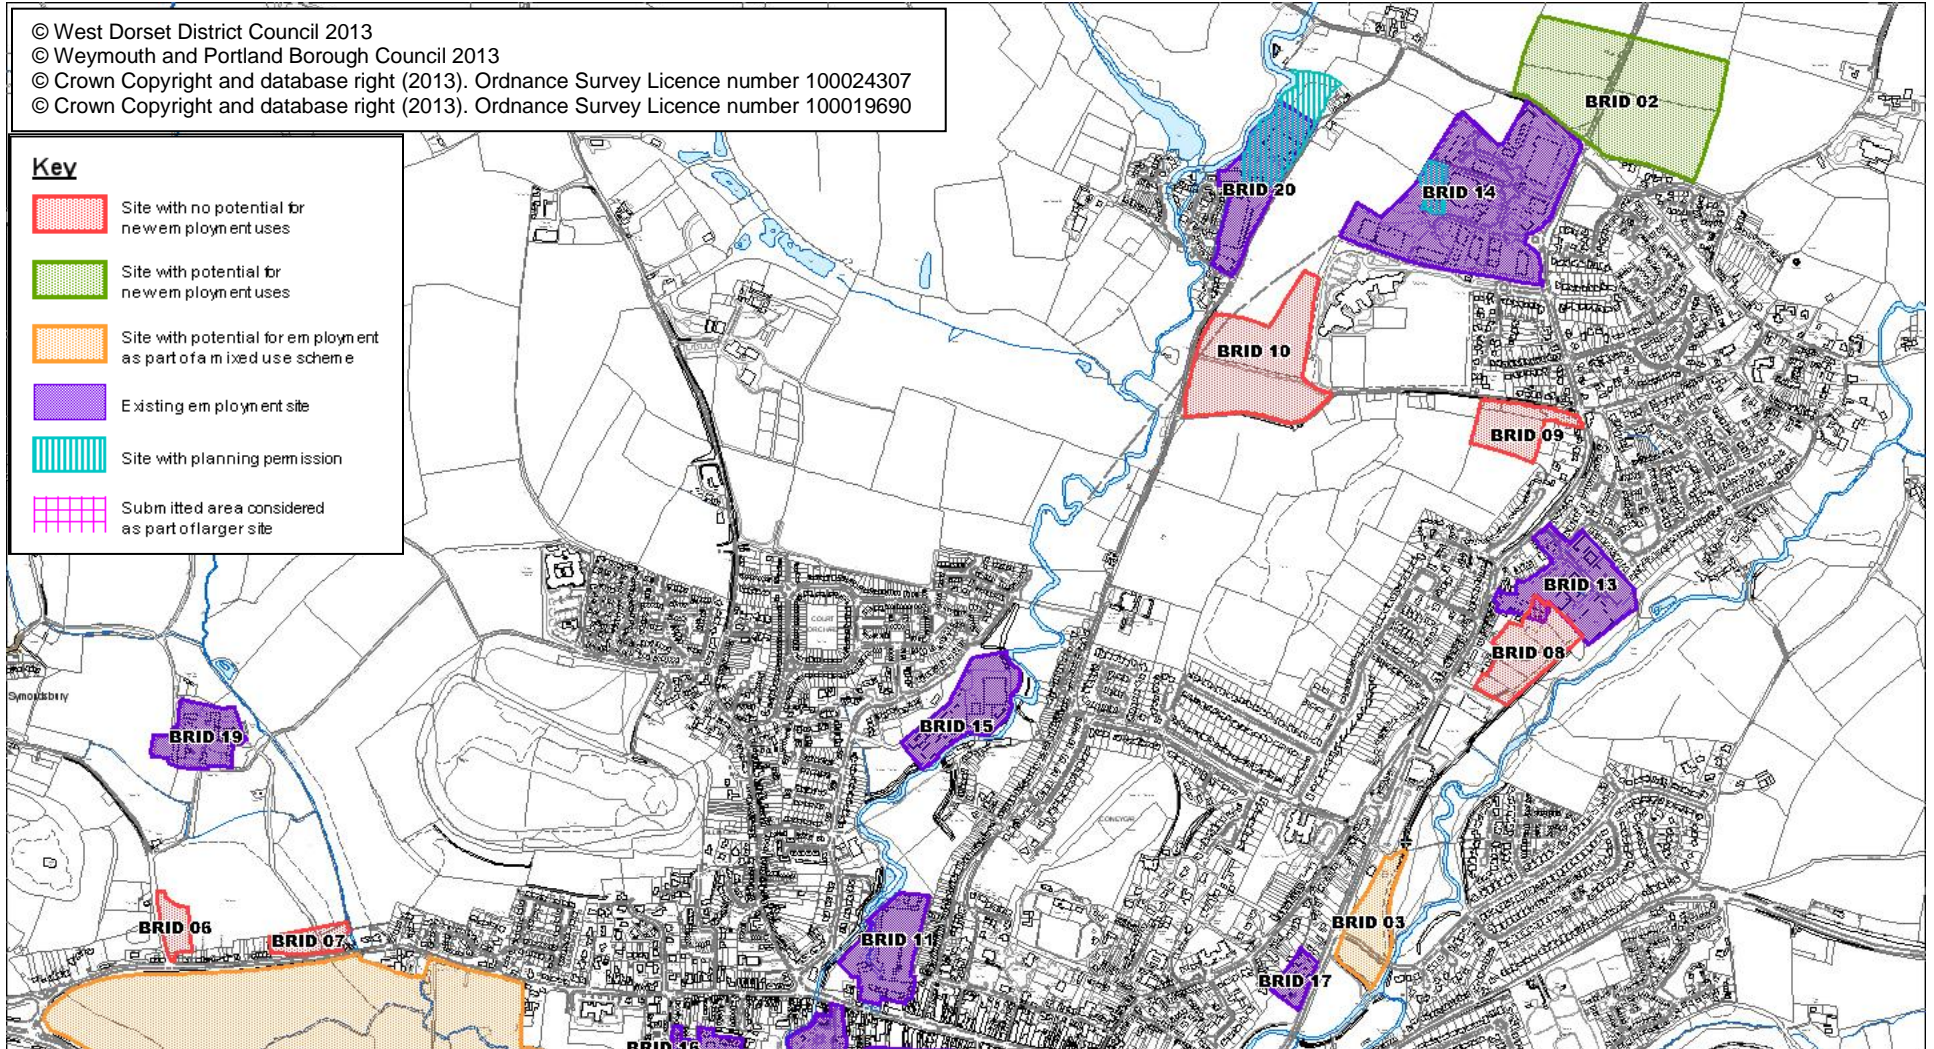 © West Dorset District Council 2013
© Weymouth and Portland Borough Council 2013
© Crown Copyright and database right (2013). Ordnance Survey Licence number 100024307
© Crown Copyright and database right (2013). Ordnance Survey Licence number 100019690
Key
Site with no potential for
new employment uses
Site with potential for
new employment uses
Site with potential for employment
as part of a mixed use scheme
Existing employment site
Site with planning permission
Submitted area considered
as part of larger site
BRID 02
BRID 20
BRID 14
BRID 10
BRID 09
BRID 13
BRID 08
COURT
ORCHARD
Symondsbury
BRID 19
BRID 15
CONEYGAR
BRID 06
BRID 07
BRID 11
BRID 03
BRID 17
BRID 16